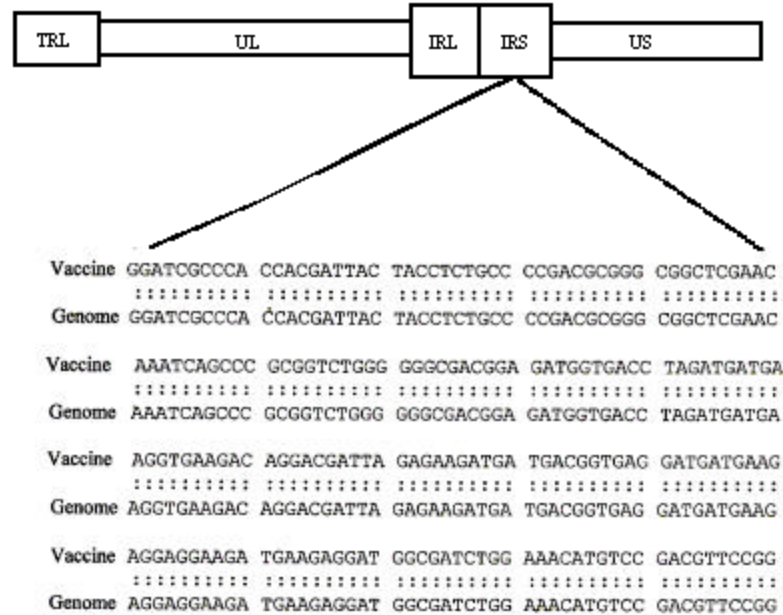 TRL UL IRL IRS US
Vaccine GGATCGCCCA CCACGATTAC TACCTCTGCC CCGACGCGGG CGGCTCGAAC
:::::::::: :::::::::: :::::::::: :::::::::: ::::::::::
Genome GGATCGCCCA CCACGATTAC TACCTCTGCC CCGACGCGGG CGGCTCGAAC
Vaccine AAATCAGCCC GCGGTCTGGG GGGCGACGGA GATGGTGACC TAGATGATGA
:::::::::: :::::::::: :::::::::: :::::::::: ::::::::::
Genome AAATCAGCCC GCGGTCTGGG GGGCGACGGA GATGGTGACC TAGATGATGA
Vaccine AGGTGAAGAC AGGACGATTA GAGAAGATGA TGACGGTGAG GATGATGAAG
:::::::::: :::::::::: :::::::::: :::::::::: ::::::::::
Genome AGGTGAAGAC AGGACGATTA GAGAAGATGA TGACGGTGAG GATGATGAAG
Vaccine AGGAGGAAGA TGAAGAGGAT GGCGATCTGG AAACATGTCC GACGTTCCGG
:::::::::: :::::::::: :::::::::: :::::::::: ::::::::::
Genome AGGAGGAAGA TGAAGAGGAT GGCGATCTGG AAACATGTCC GACGTTCCGC